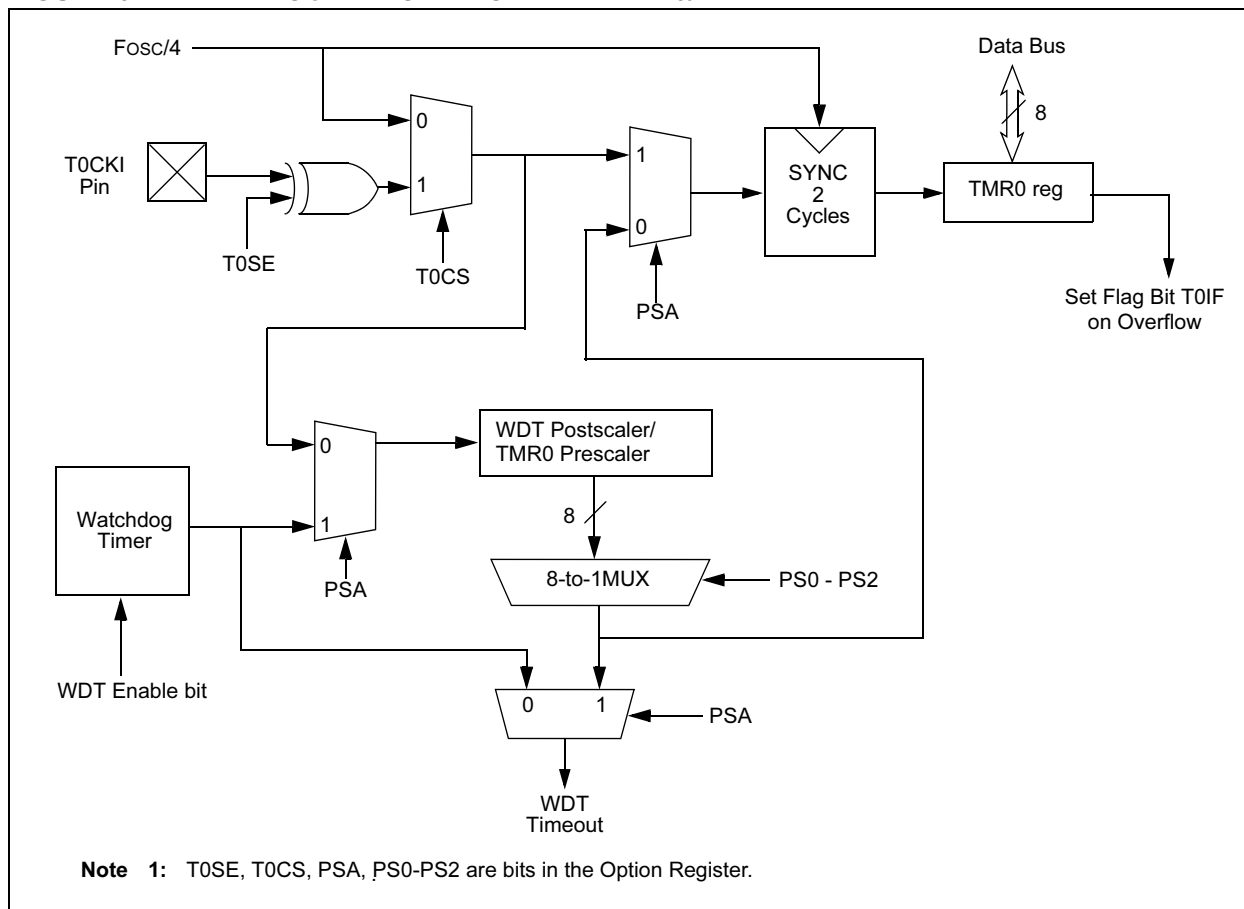 Fosc/4
Data Bus
8
0
1
T0CKI
Pin
T0SE
T0CS
1
0
PSA
SYNC
2
Cycles
TMR0 reg
Set Flag Bit T0IF
on Overflow
0
1
PSA
WDT Postscaler/
TMR0 Prescaler
Watchdog
Timer
8
8-to-1MUX
PS0 - PS2
WDT Enable bit
0 1
PSA
WDT
Timeout
Note 1: T0SE, T0CS, PSA, PS0-PS2 are bits in the Option Register.